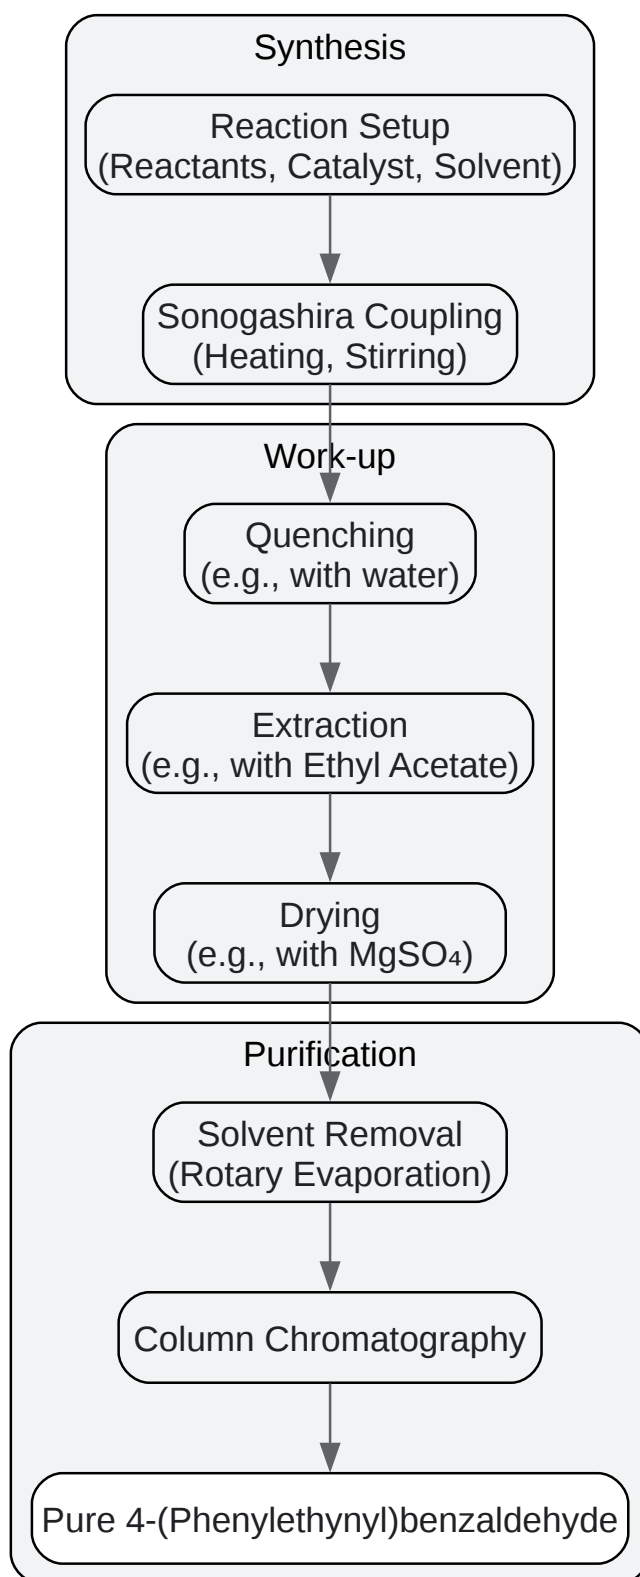 Synthesis
Reaction Setup
(Reactants, Catalyst, Solvent)
Sonogashira Coupling
(Heating, Stirring)
Work-up
Quenching
(e.g., with water)
Extraction
(e.g., with Ethyl Acetate)
Drying
(e.g., with MgSO₄)
Purification
Solvent Removal
(Rotary Evaporation)
Column Chromatography
Pure 4-(Phenylethynyl)benzaldehyde